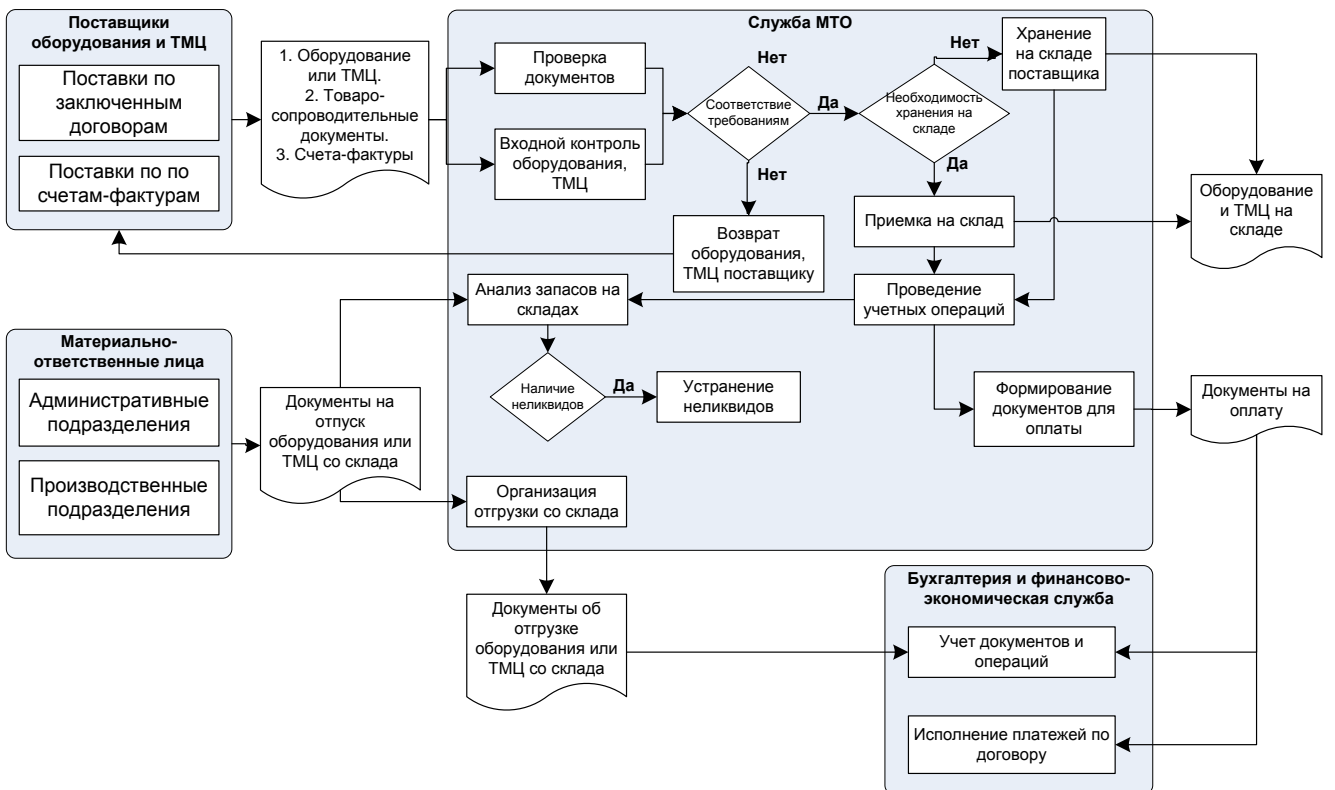 Поставщики
оборудования и ТМЦ
Поставки по
заключенным
договорам
Поставки по по
счетам-фактурам
1. Оборудование
или ТМЦ.
2. Товаро-
сопроводительные
документы.
3. Счета-фактуры
Служба МТО
Проверка
документов
Входной контроль
оборудования,
ТМЦ
Нет
Соответствие
требованиям
Да
Нет
Нет
Необходимость
хранения на
складе
Да
Хранение
на складе
поставщика
Возврат
оборудования,
ТМЦ поставщику
Приемка на склад
Оборудование
и ТМЦ на
складе
Анализ запасов на
складах
Проведение
учетных операций
Наличие
неликвидов
Да
Устранение
неликвидов
Формирование
документов для
оплаты
Документы на
оплату
Материально-
ответственные лица
Административные
подразделения
Производственные
подразделения
Документы на
отпуск
оборудования или
ТМЦ со склада
Организация
отгрузки со склада
Документы об
отгрузке
оборудования или
ТМЦ со склада
Бухгалтерия и финансово-
экономическая служба
Учет документов и
операций
Исполнение платежей по
договору